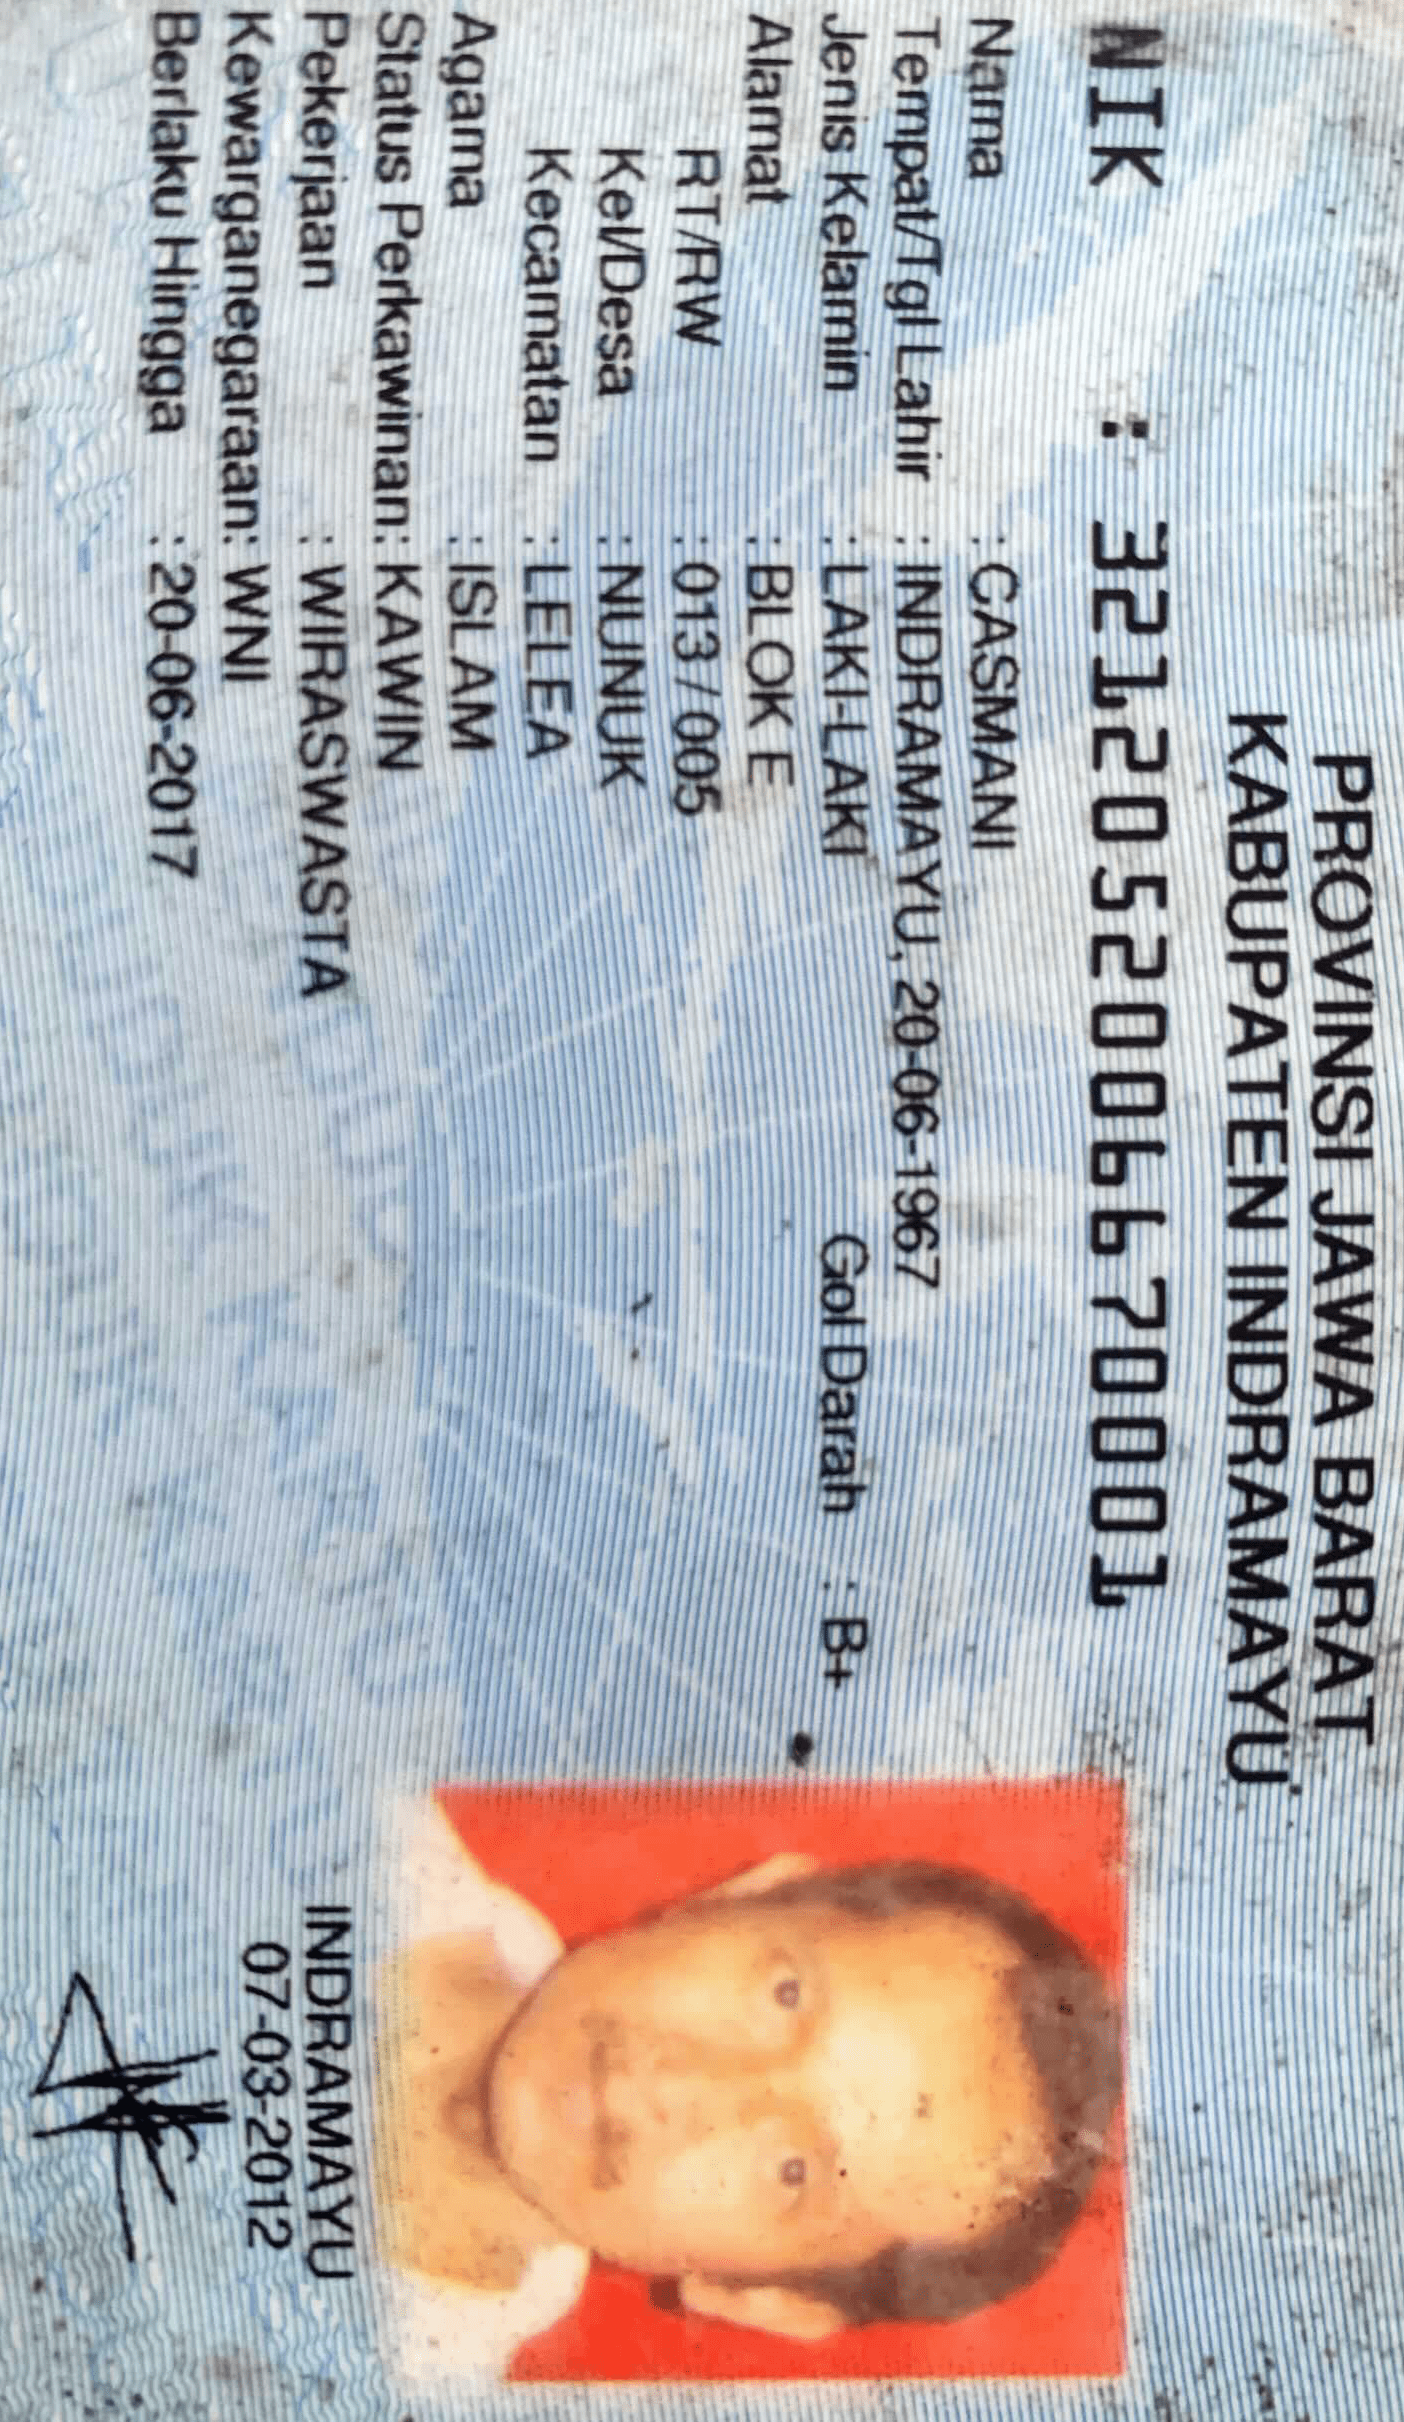 PROVINSI JAWA BARAT
KABUPATEN INDRAMAYU
NIK : 3212052006670001
Nama : CASMANI
Tempat/Tgl Lahir : INDRAMAYU, 20-06-1967
Jenis Kelamin : LAKI-LAKI Gol Darah : B+
Alamat : BLOK E
RT/RW : 013 / 005
Kel/Desa : NUNUK
Kecamatan : LELEA
Agama : ISLAM
Status Perkawinan: KAWIN
Pekerjaan : WIRASWASTA
Kewarganegaraan: WNI
Berlaku Hingga : 20-06-2017
INDRAMAYU
07-03-2012